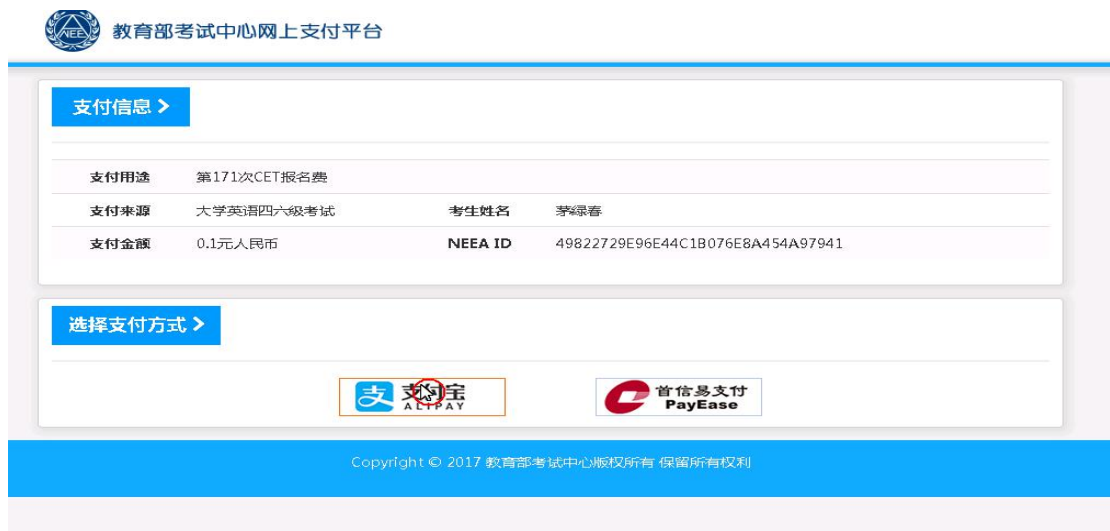 NEEA
教育部考试中心网上支付平台
支付信息
支付用途 第171次CET报名费
支付来源 大学英语四六级考试 考生姓名 茅绿春
支付金额 0.1元人民币 NEEA ID 49822729E96E44C1B076E8A454A97941
选择支付方式
支 支付宝
ALIPAY
首信易支付
PayEase
Copyright © 2017 教育部考试中心版权所有 保留所有权利